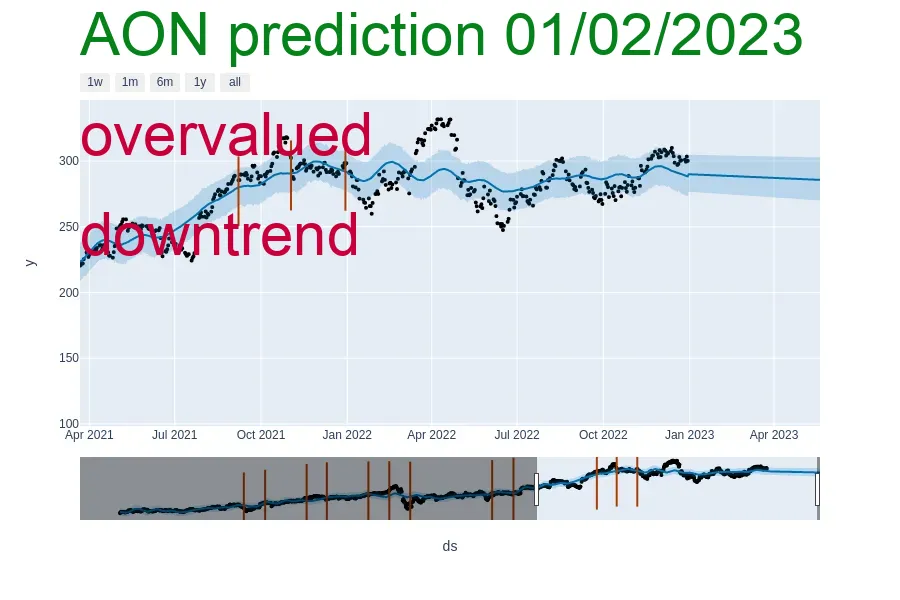 AON prediction 01/02/2023
1w 1m 6m 1y all
overvalued
300
250
downtrend
y
200
150
100
Apr 2021 Jul 2021 Oct 2021 Jan 2022 Apr 2022 Jul 2022 Oct 2022 Jan 2023 Apr 2023
ds